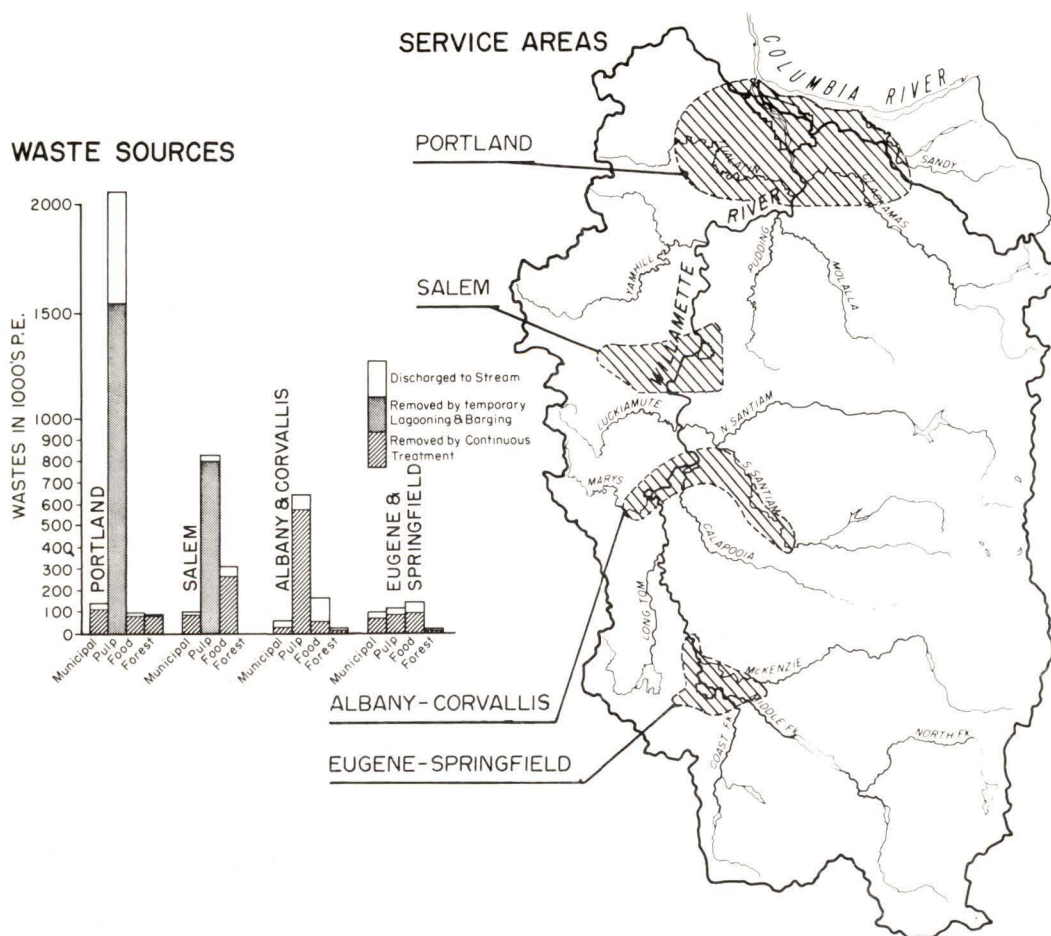 SERVICE AREAS
COLUMBIA RIVER
PORTLAND
TUALATIN
SANDY
CLACKAMAS
WILLAMETTE RIVER
PUDDING
MOLALLA
YAMHILL
SALEM
LUCKIAMUTE
N SANTIAM
S. SANTIAM
MARYS
CALAPOOIA
LONG TOM
McKENZIE
MIDDLE FK.
COAST FK.
NORTH FK.
ALBANY-CORVALLIS
EUGENE-SPRINGFIELD
WASTE SOURCES
WASTES IN 1000'S P.E.
2000
1500
1000
900
800
700
600
500
400
300
200
100
0
PORTLAND
SALEM
ALBANY & CORVALLIS
EUGENE &
SPRINGFIELD
Municipal
Pulp
Food
Forest
Municipal
Pulp
Food
Forest
Municipal
Pulp
Food
Forest
Municipal
Pulp
Food
Forest
Discharged to Stream
Removed by temporary
Lagooning & Barging
Removed by Continuous
Treatment